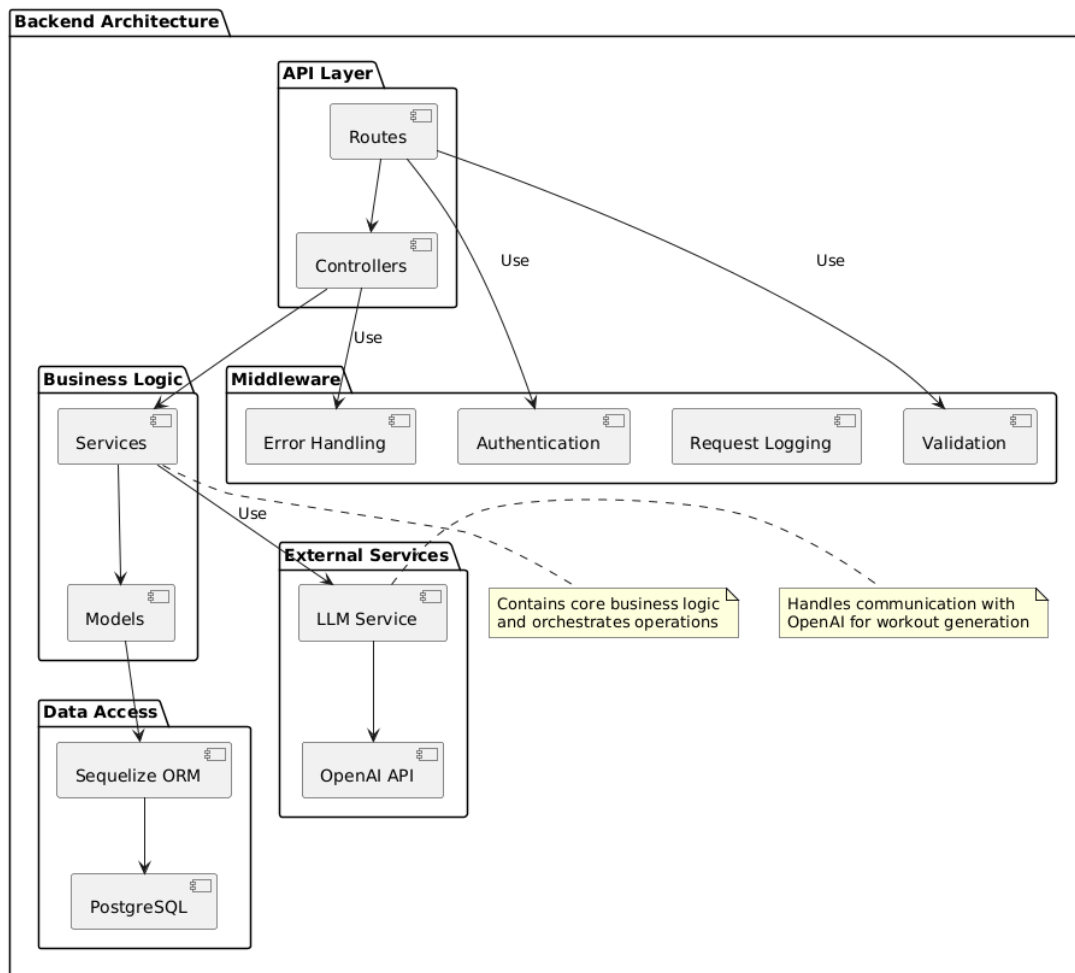 Backend Architecture
API Layer
Routes
Controllers
Use
Use
Use
Business Logic
Middleware
Services
Error Handling
Authentication
Request Logging
Validation
Use
External Services
Models
LLM Service
Contains core business logic
and orchestrates operations
Handles communication with
OpenAI for workout generation
Data Access
Sequelize ORM
OpenAI API
PostgreSQL